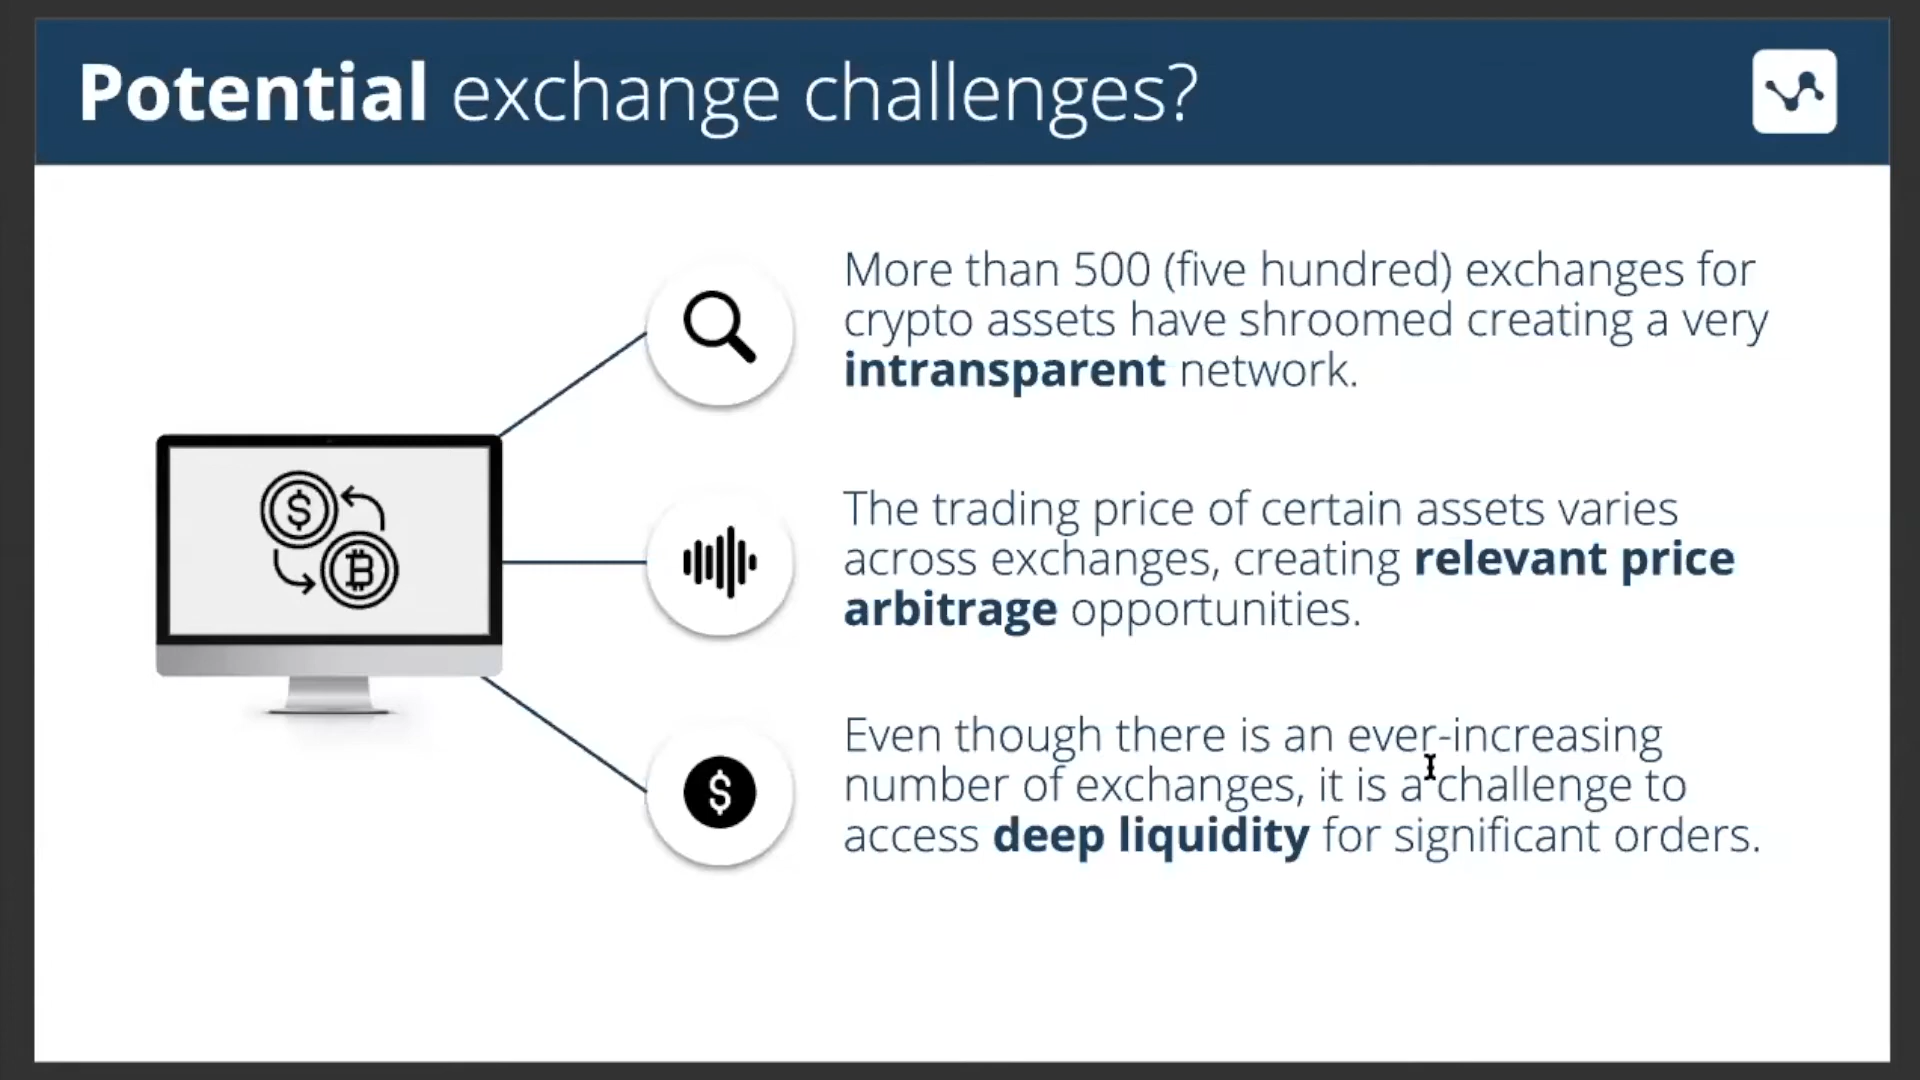 Potential exchange challenges?
More than 500 (five hundred) exchanges for
crypto assets have shroomed creating a very
intransparent network.
The trading price of certain assets varies
across exchanges, creating relevant price
arbitrage opportunities.
Even though there is an ever-increasing
number of exchanges, it is a challenge to
access deep liquidity for significant orders.